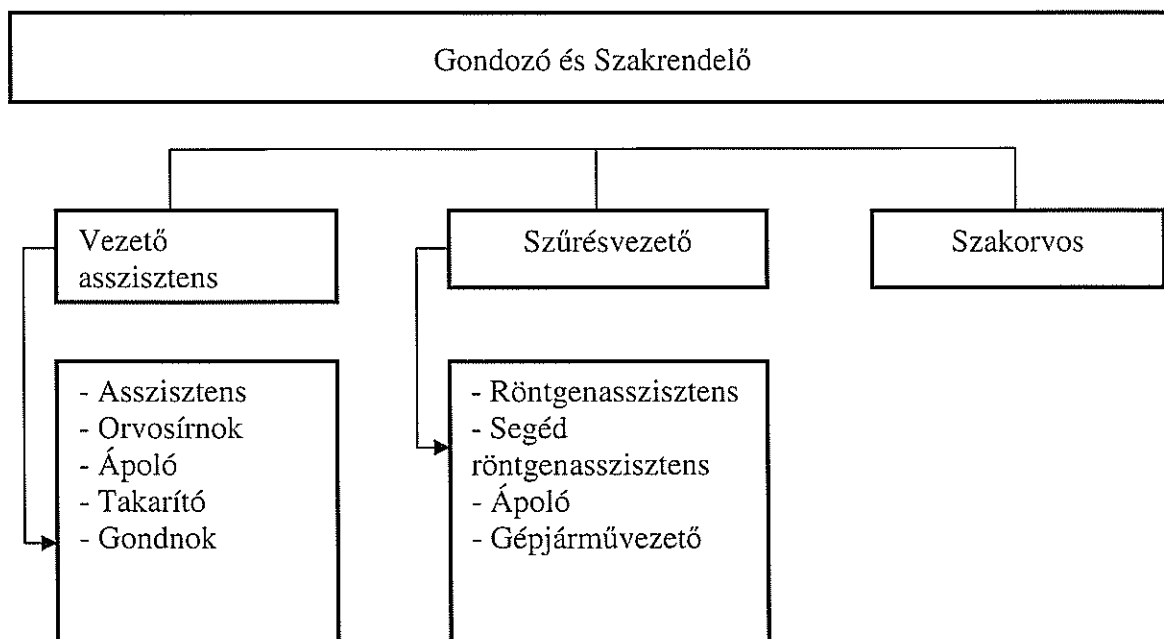 Gondozó és Szakrendelő
Vezető
asszisztens
Szűrésvezető
Szakorvos
- Asszisztens
- Orvosírnok
- Ápoló
- Takarító
- Gondnok
- Röntgenasszisztens
- Segéd
röntgenasszisztens
- Ápoló
- Gépjárművezető